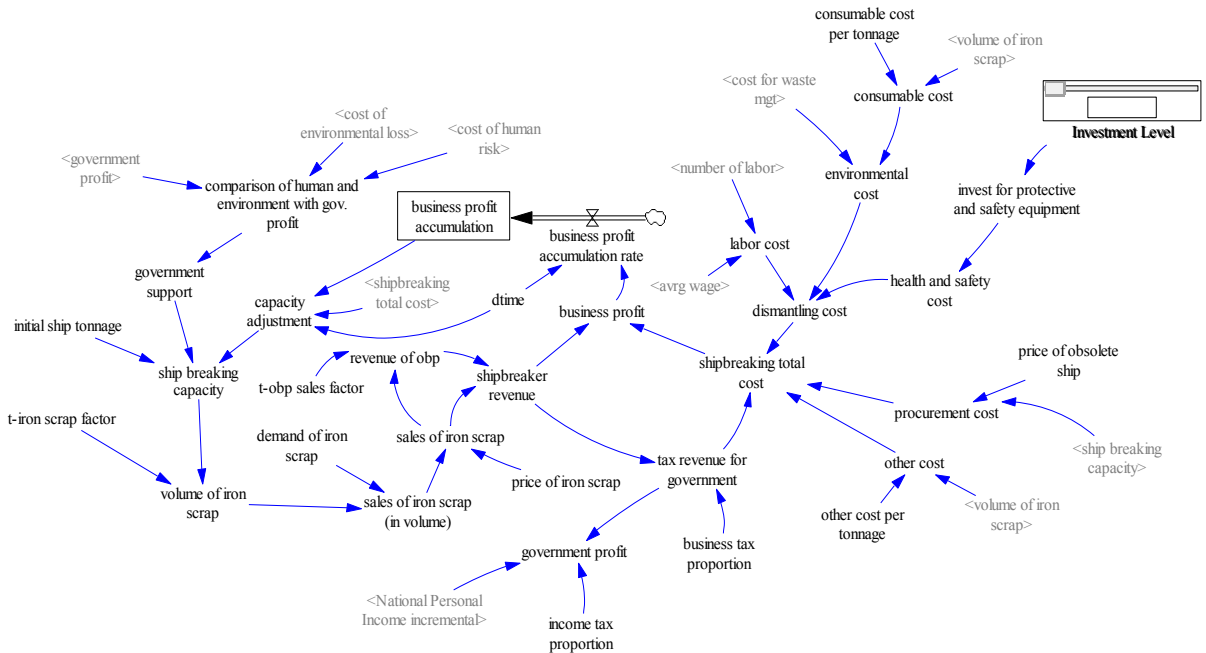 consumable cost
per tonnage
<volume of iron
scrap>
<cost for waste
mgt>
consumable cost
Investment Level
<cost of
environmental loss>
<cost of human
risk>
<government
profit>
comparison of human and
environment with gov.
profit
<number of labor>
environmental
cost
invest for protective
and safety equipment
business profit
accumulation
business profit
accumulation rate
labor cost
government
support
<shipbreaking
total cost>
<avrg wage>
health and safety
cost
capacity
adjustment
dtime
business profit
dismantling cost
initial ship tonnage
revenue of obp
shipbreaking total
cost
price of obsolete
ship
ship breaking
capacity
t-obp sales factor
shipbreaker
revenue
procurement cost
t-iron scrap factor
demand of iron
scrap
sales of iron scrap
<ship breaking
capacity>
tax revenue for
government
other cost
price of iron scrap
volume of iron
scrap
sales of iron scrap
(in volume)
other cost per
tonnage
<volume of iron
scrap>
government profit
business tax
proportion
<National Personal
Income incremental>
income tax
proportion